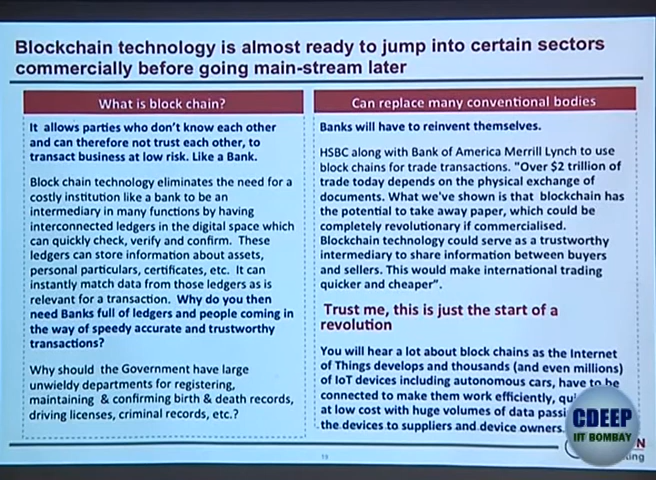 Blockchain technology is almost ready to jump into certain sectors
commercially before going main-stream later
What is block chain?
It allows parties who don't know each other
and can therefore not trust each other, to
transact business at low risk. Like a Bank.
Block chain technology eliminates the need for a
costly institution like a bank to be an
intermediary in many functions by having
interconnected ledgers in the digital space which
can quickly check, verify and confirm. These
ledgers can store information about assets,
personal particulars, certificates, etc. It can
instantly match data from those ledgers as is
relevant for a transaction. Why do you then
need Banks full of ledgers and people coming in
the way of speedy accurate and trustworthy
transactions?
Why should the Government have large
unwieldy departments for registering,
maintaining & confirming birth & death records,
driving licenses, criminal records, etc.?
Can replace many conventional bodies
Banks will have to reinvent themselves.
HSBC along with Bank of America Merrill Lynch to use
block chains for trade transactions. "Over $2 trillion of
trade today depends on the physical exchange of
documents. What we've shown is that blockchain has
the potential to take away paper, which could be
completely revolutionary if commercialised.
Blockchain technology could serve as a trustworthy
intermediary to share information between buyers
and sellers. This would make international trading
quicker and cheaper".
Trust me, this is just the start of a
revolution
You will hear a lot about block chains as the Internet
of Things develops and thousands (and even millions)
of IoT devices including autonomous cars, have to be
connected to make them work efficiently,
at low cost with huge volumes of data
the devices to suppliers and device owners.
CDEEP
IIT BOMBAY
13